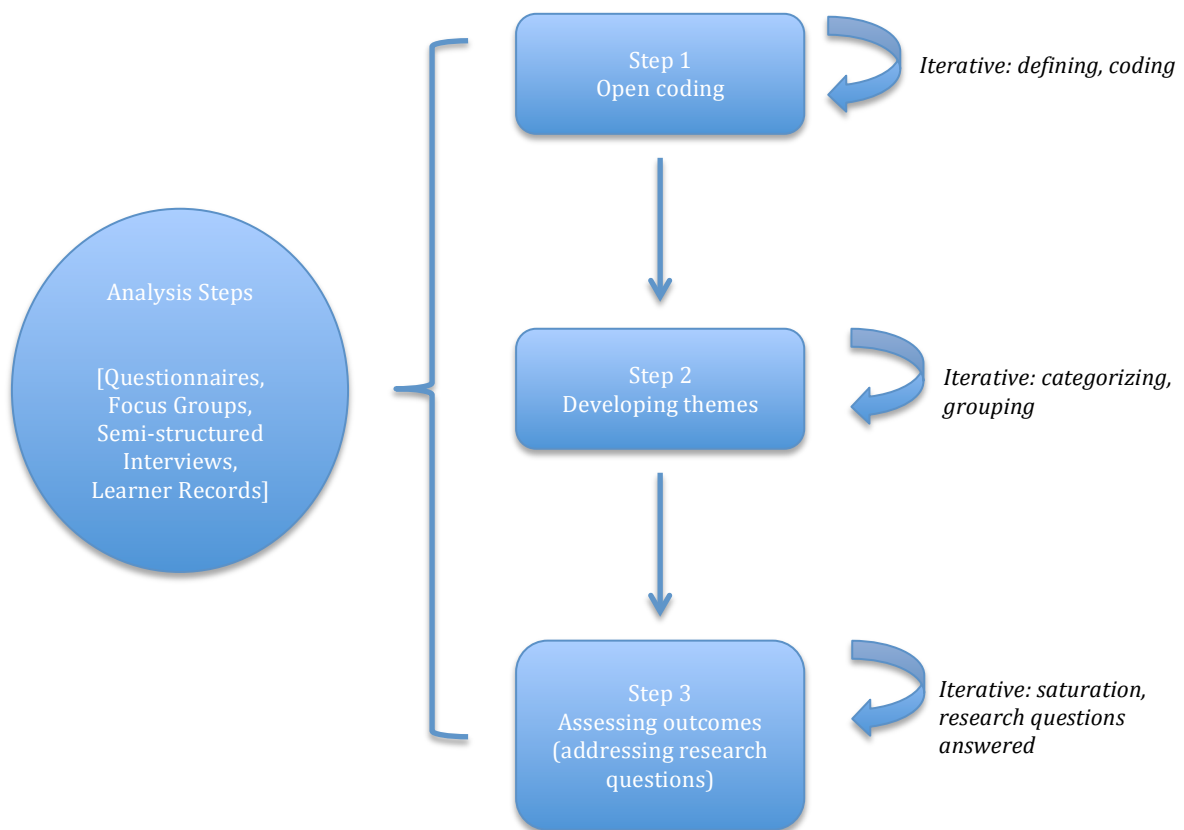 Analysis Steps
[Questionnaires,
Focus Groups,
Semi-structured
Interviews,
Learner Records]
Step 1
Open coding
Iterative: defining, coding
Step 2
Developing themes
Iterative: categorizing,
grouping
Step 3
Assessing outcomes
(addressing research
questions)
Iterative: saturation,
research questions
answered